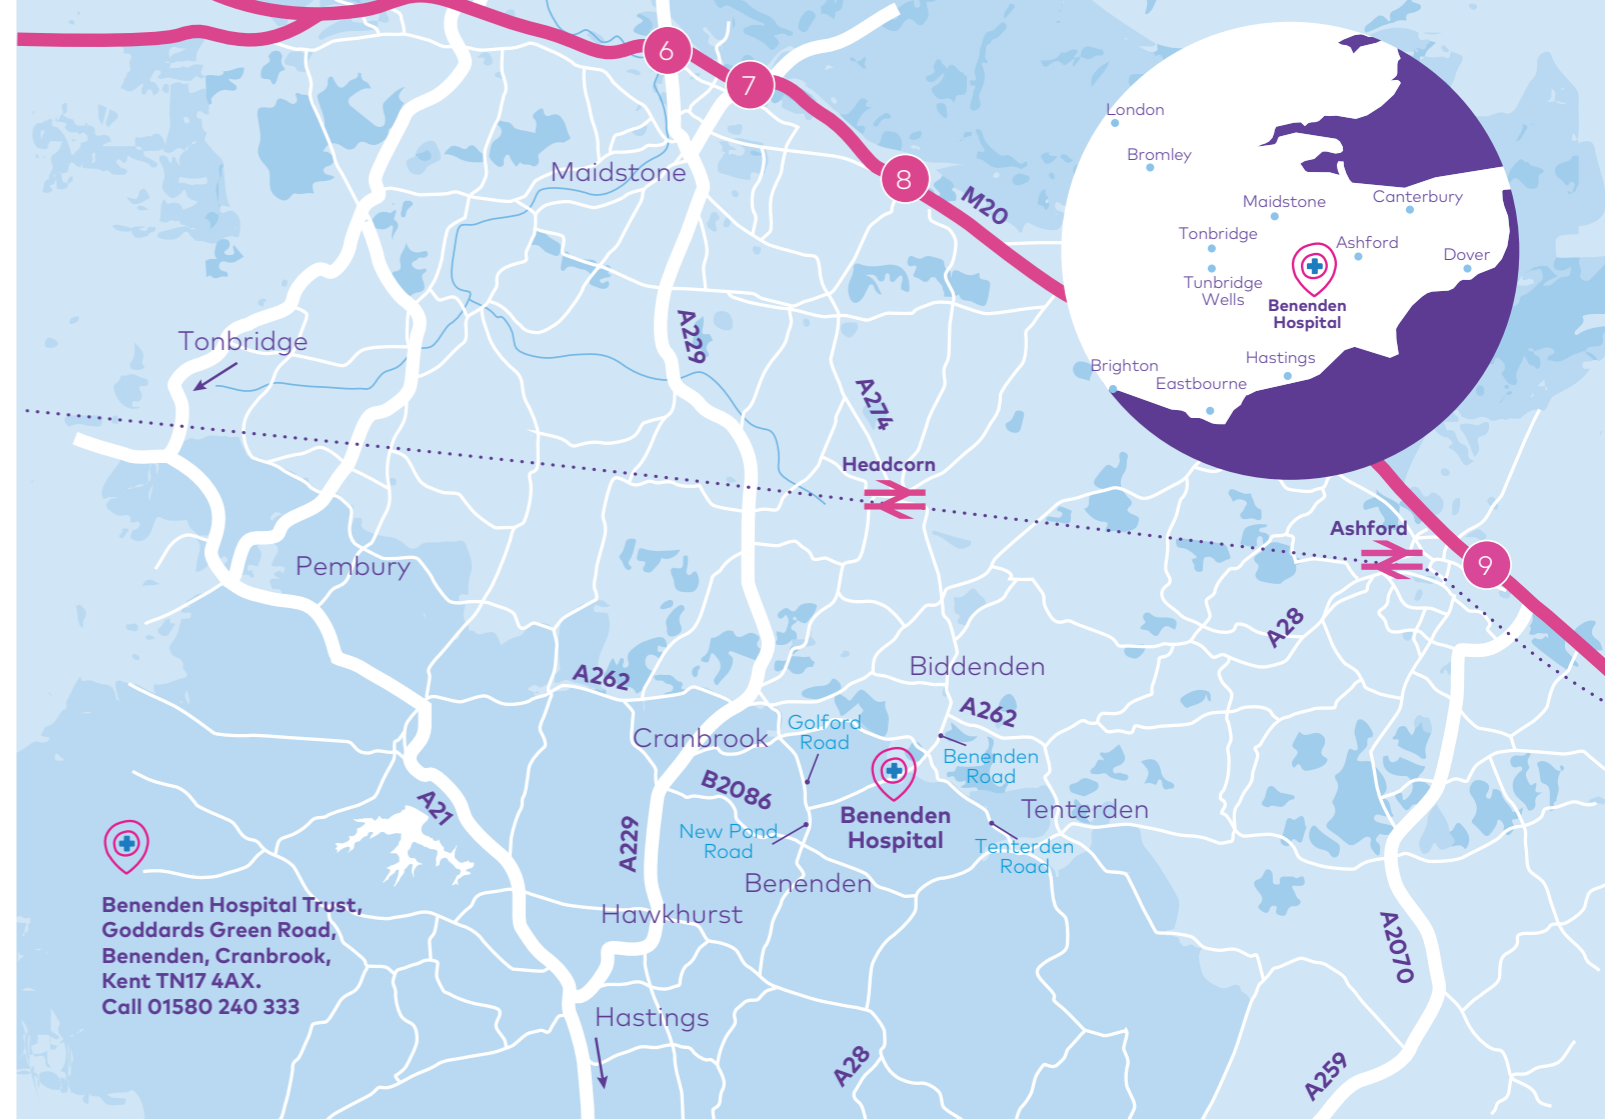 6
7
8
M20
Maidstone
A229
A274
Tonbridge
Headcorn
Ashford
9
Pembury
A28
A262
Biddenden
A262
Cranbrook
Golford
Road
Benenden
Road
B2086
Benenden
Hospital
Tenterden
New Pond
Road
Tenterden
Road
A21
A229
Benenden
Hawkhurst
A2070
Hastings
A28
A259
London
Bromley
Maidstone
Canterbury
Tonbridge
Ashford
Dover
Tunbridge
Wells
Benenden
Hospital
Hastings
Brighton
Eastbourne
Benenden Hospital Trust,
Goddards Green Road,
Benenden, Cranbrook,
Kent TN17 4AX.
Call 01580 240 333